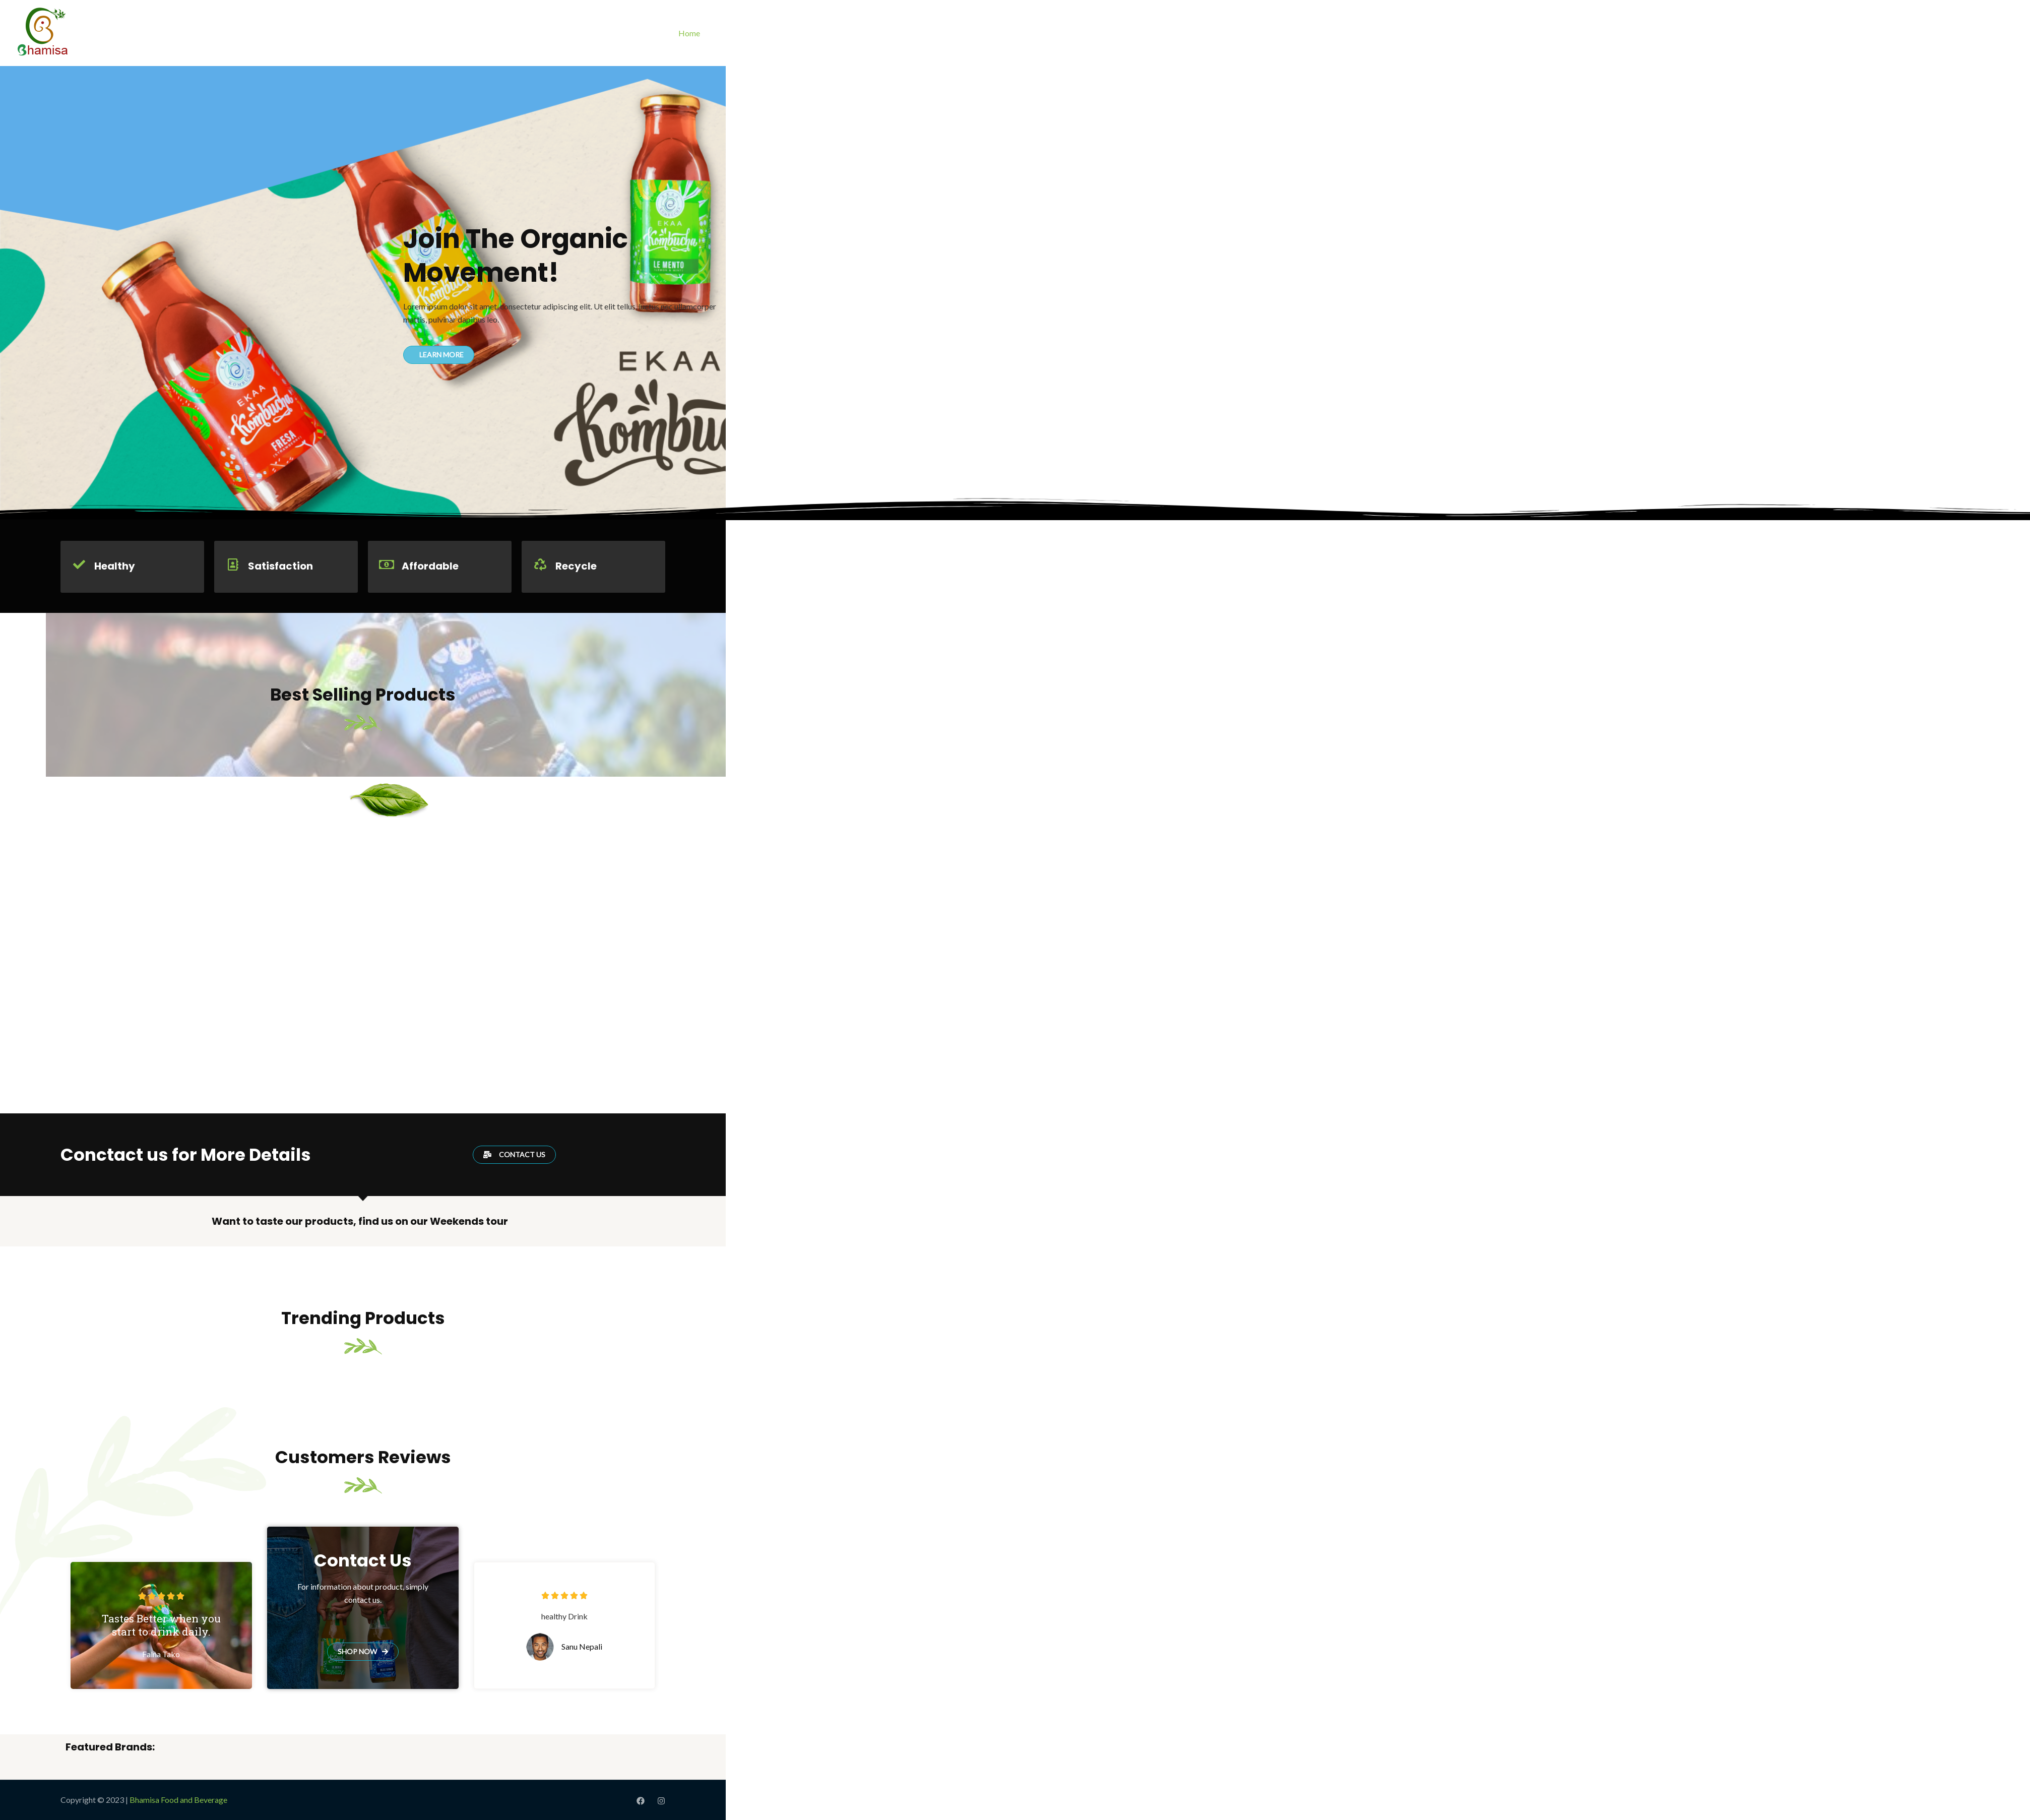 Bhamisa
Home
EKAA
Kombucha
LE MENTO
EKAA
Kombucha
FRESA
Join The Organic
Movement!
Lorem ipsum dolor sit amet, consectetur adipiscing elit. Ut elit tellus, ullamcorper
mattis, pulvinar dapibus leo.
LEARN MORE
EKAA
Healthy
Satisfaction
Affordable
Recycle
Best Selling Products
Conctact us for More Details
CONTACT US
Want to taste our products, find us on our Weekends tour
Trending Products
Customers Reviews
Tastes Better when you
start to drink daily
Faina Tako
Contact Us
For information about product, simply
contact us.
SHOP NOW
healthy Drink
Sanu Nepali
Featured Brands:
Copyright © 2023 | Bhamisa Food and Beverage